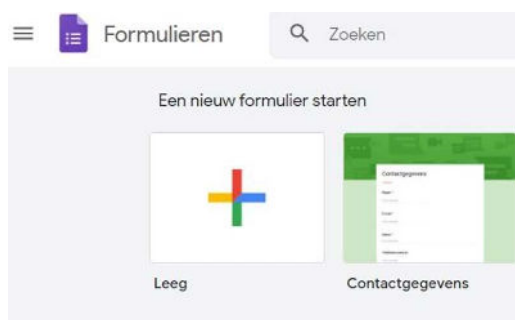 Formulieren
Zoeken
Een nieuw formulier starten
Contactgegevens
Leeg
Contactgegevens